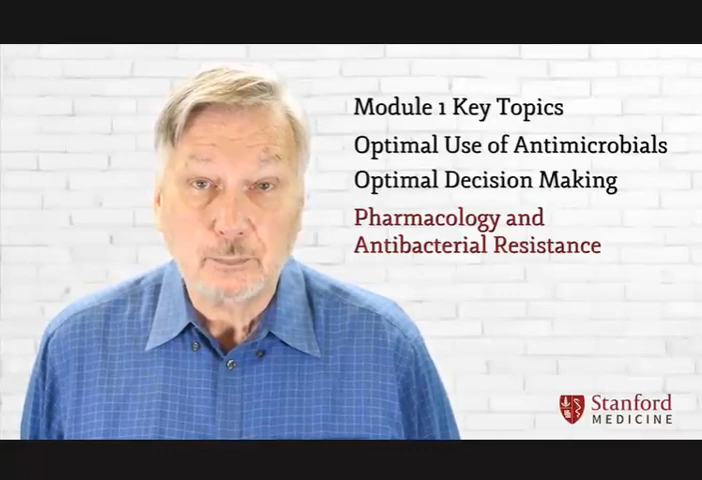 Module 1 Key Topics
Optimal Use of Antimicrobials
Optimal Decision Making
Pharmacology and
Antibacterial Resistance
Stanford
MEDICINE